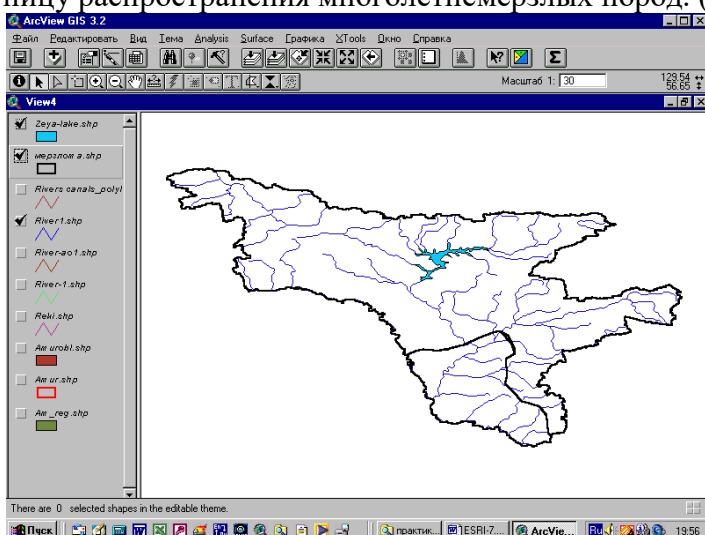 ницу распространения многолетнемерзлых пород. (
ArcView GIS 3.2
Файл Редактировать Вид Тема Analysis Surface Графика XTools Окно Справка
Масштаб 1: 30
129.54
56.65
View4
Zeya-lake.shp
мерзлота.shp
Rivers canals_polyl
River1.shp
River-ao1.shp
River-1.shp
Reki.shp
Amurobl.shp
Amur.shp
Am_reg.shp
There are 0 selected shapes in the editable theme.
Пуск практик... ESRI-7.... ArcVie... Ru 19:56